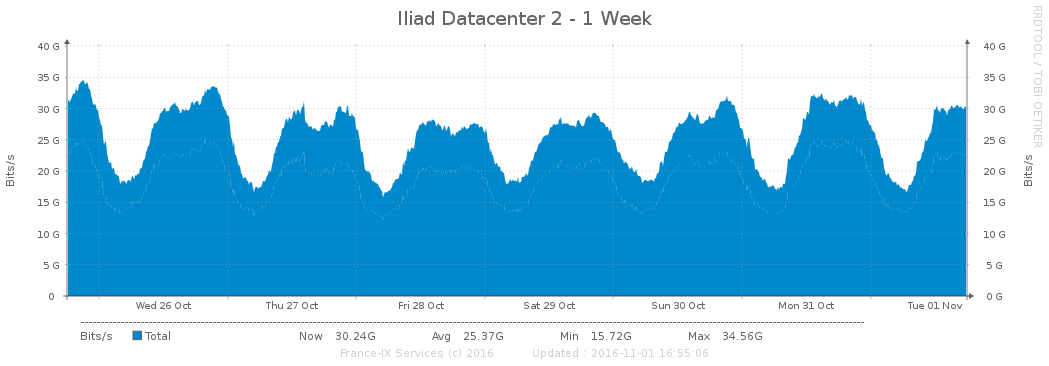 Iliad Datacenter 2 - 1 Week
RRDTOOL / TOBI OETIKER
Bits/s
40 G 40 G
35 G 35 G
30 G 30 G
25 G 25 G
20 G 20 G
15 G 15 G
10 G 10 G
5 G 5 G
0 0 G
Bits/s
Wed 26 Oct Thu 27 Oct Fri 28 Oct Sat 29 Oct Sun 30 Oct Mon 31 Oct Tue 01 Nov
Bits/s Total Now 30.24G Avg 25.37G Min 15.72G Max 34.56G
France-IX Services (c) 2016 Updated : 2016-11-01 16:55:06